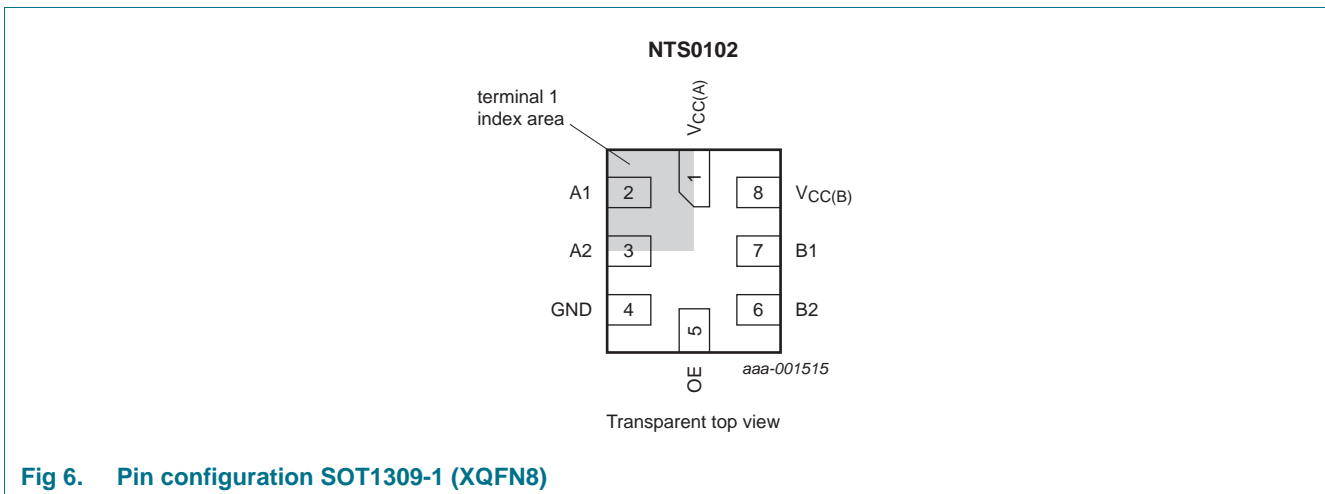 NTS0102
VCC(A)
terminal 1
index area
1
A1 2 8 VCC(B)
A2 3 7 B1
GND 4 6 B2
5
OE aaa-001515
Transparent top view
Fig 6. Pin configuration SOT1309-1 (XQFN8)